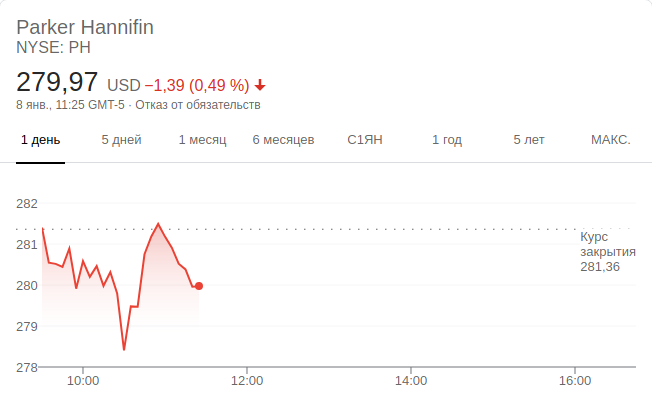 Parker Hannifin
NYSE: PH
279,97 USD −1,39 (0,49 %)
8 янв., 11:25 GMT-5 · Отказ от обязательств
1 день 5 дней 1 месяц 6 месяцев С1ЯН 1 год 5 лет МАКС.
282
281
280
279
278
Курс
закрытия
281,36
10:00 12:00 14:00 16:00